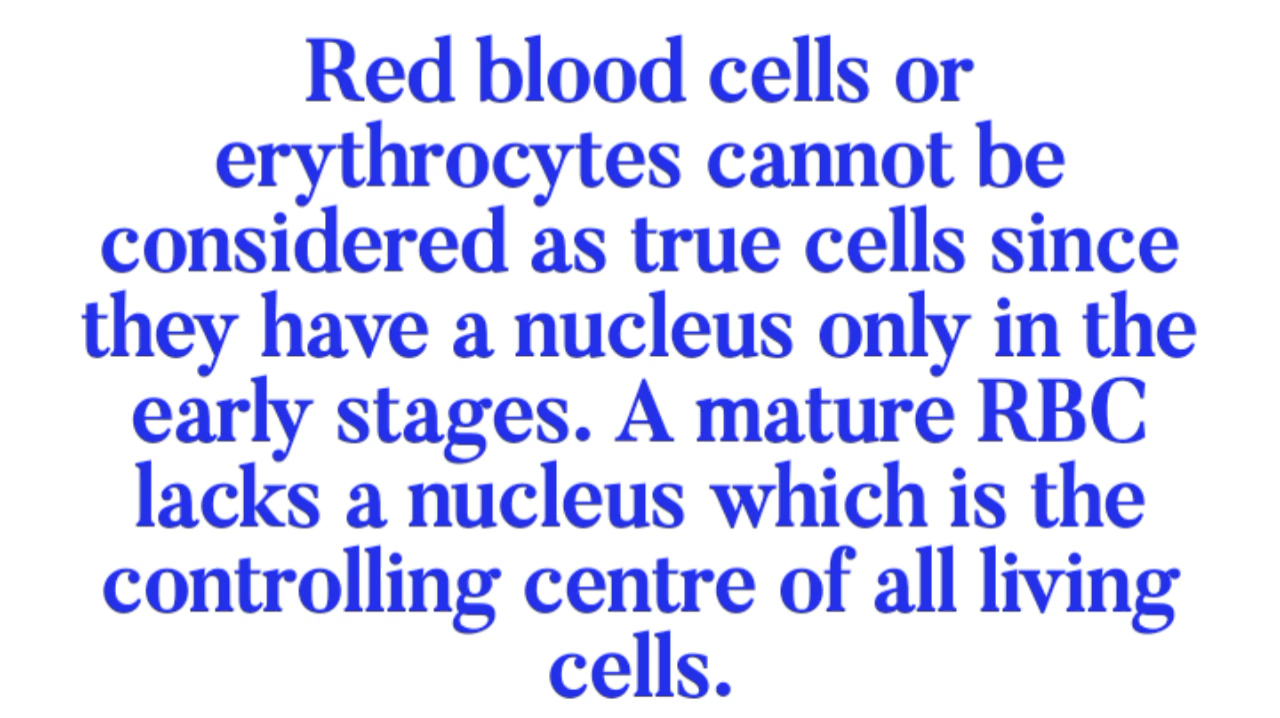 Red blood cells or
erythrocytes cannot be
considered as true cells since
they have a nucleus only in the
early stages. A mature RBC
lacks a nucleus which is the
controlling centre of all living
cells.